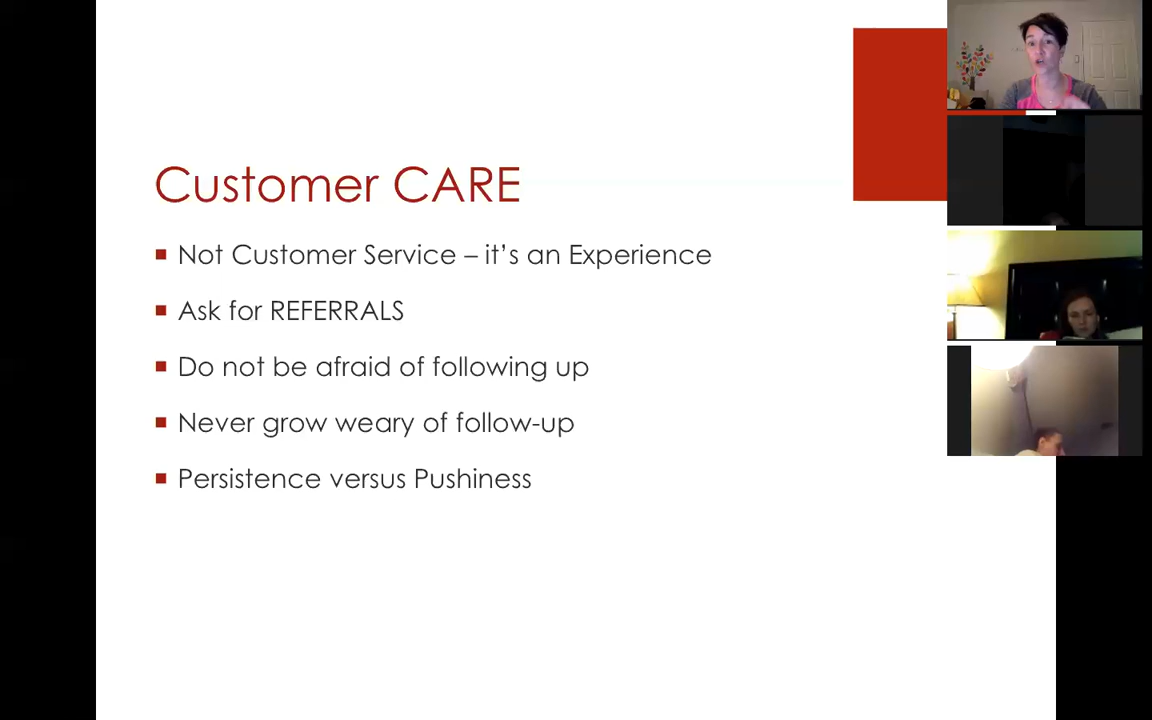 Customer CARE
Not Customer Service – it's an Experience
Ask for REFERRALS
Do not be afraid of following up
Never grow weary of follow-up
Persistence versus Pushiness